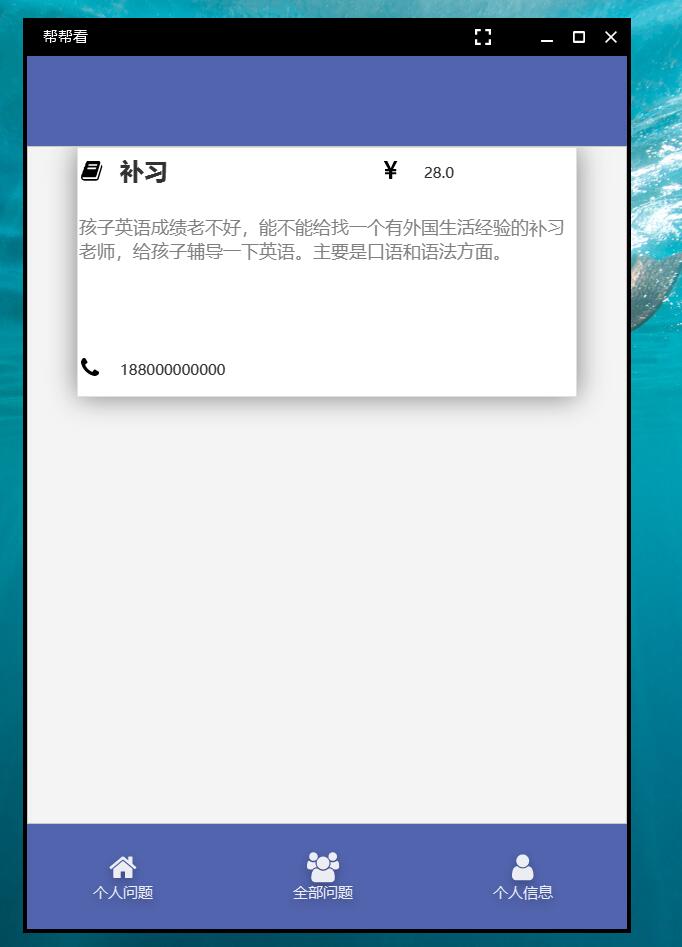 帮帮看
补习
¥ 28.0
孩子英语成绩老不好，能不能给找一个有外国生活经验的补习
老师，给孩子辅导一下英语。主要是口语和语法方面。
188000000000
个人问题
全部问题
个人信息